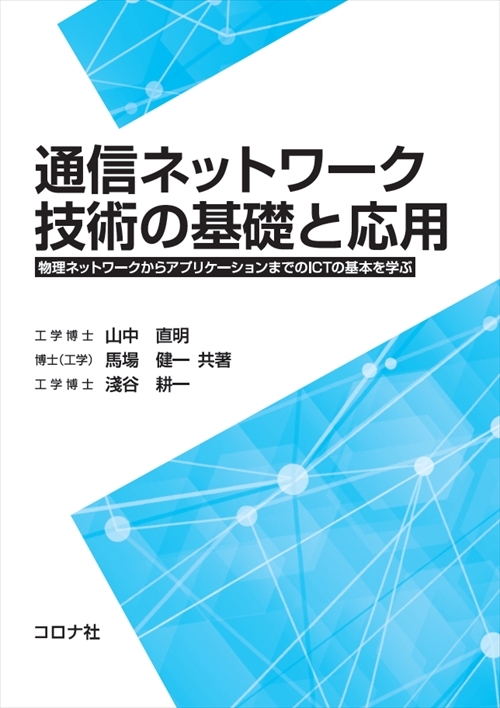 通信ネットワーク
技術の基礎と応用
物理ネットワークからアプリケーションまでのICTの基本を学ぶ
工学博士 山中 直明
博士(工学) 馬場 健一 共著
工学博士 淺谷 耕一
コロナ社